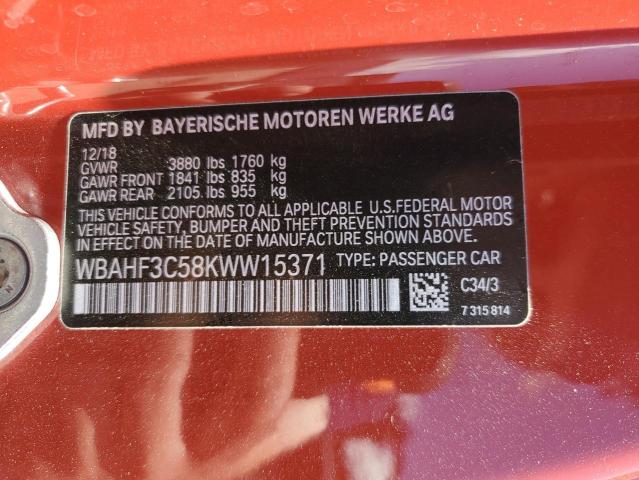 MFD BY BAYERISCHE MOTOREN WERKE AG
12/18
GVWR 3880 lbs 1760 kg
GAWR FRONT 1841 lbs 835 kg
GAWR REAR 2105 lbs 955 kg
THIS VEHICLE CONFORMS TO ALL APPLICABLE U.S.FEDERAL MOTOR
VEHICLE SAFETY, BUMPER AND THEFT PREVENTION STANDARDS
IN EFFECT ON THE DATE OF MANUFACTURE SHOWN ABOVE.
WBAHF3C58KWW15371 TYPE: PASSENGER CAR
C34/3
7 315 814